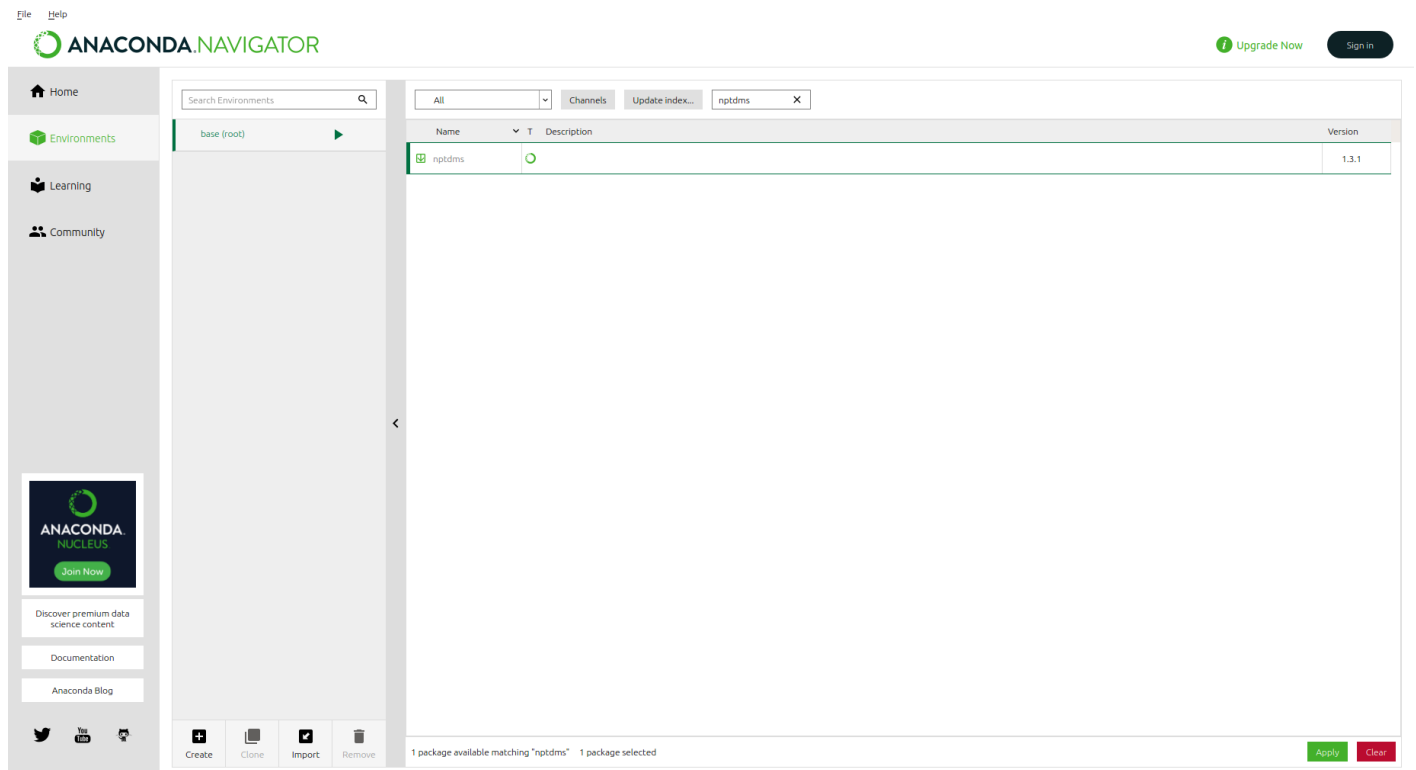 File Help
ANACONDA.NAVIGATOR
Upgrade Now
Sign in
Home
Environments
Learning
Community
ANACONDA.
NUCLEUS
Join Now
Discover premium data
science content
Documentation
Anaconda Blog
You
Tube
Search Environments
base (root)
Create Clone Import Remove
All Channels Update index... nptdms
Name T Description Version
nptdms 1.3.1
1 package available matching "nptdms" 1 package selected
Apply Clear